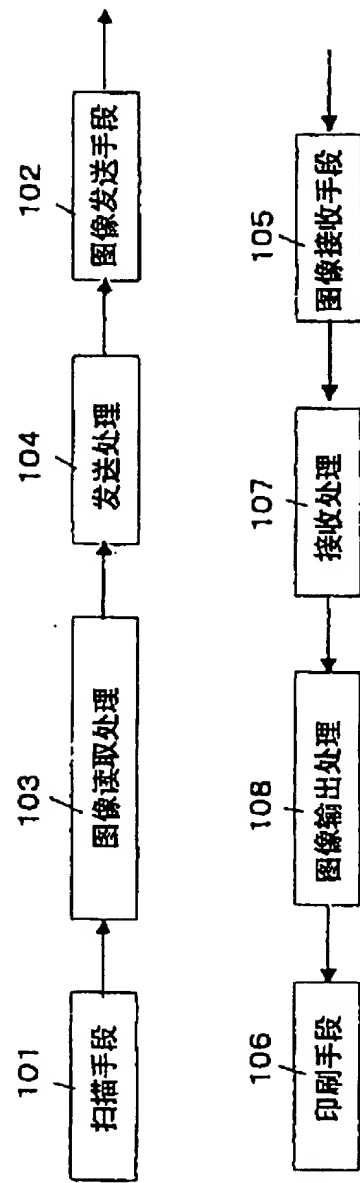 101
扫描手段
103
图像读取处理
104
发送处理
102
图像发送手段
106
印刷手段
108
图像输出处理
107
接收处理
105
图像接收手段